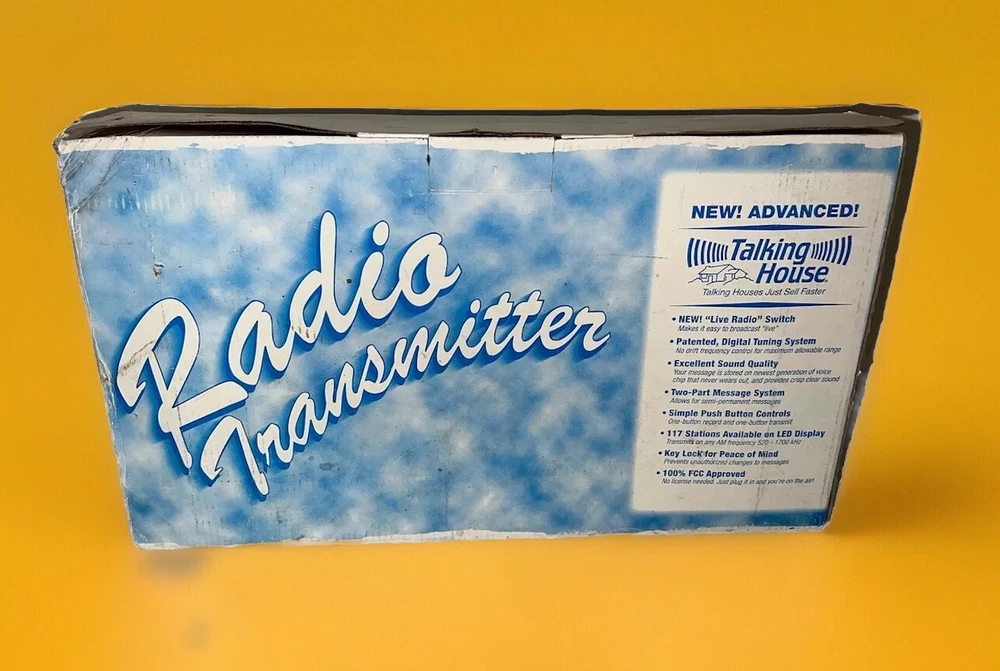 Radio
Transmitter
NEW! ADVANCED!
Talking
House
Talking Houses Just Sell Faster
• NEW! "Live Radio" Switch
Makes it easy to broadcast "live"
• Patented, Digital Tuning System
No drift frequency control for maximum allowable range
• Excellent Sound Quality
Your message is stored on newest generation of voice
chip that never wears out, and provides crisp clear sound
• Two-Part Message System
Allows for semi-permanent messages
• Simple Push Button Controls
One-button record and one-button transmit
• 117 Stations Available on LED Display
Transmits on any AM frequency 520 - 1700 kHz
• Key Lock for Peace of Mind
Prevents unauthorized changes to messages
• 100% FCC Approved
No license needed. Just plug it in and you're on the air!